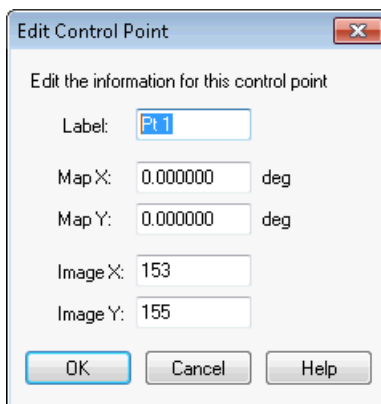 Edit Control Point
Edit the information for this control point
Label: Pt 1
Map X: 0.000000 deg
Map Y: 0.000000 deg
Image X: 153
Image Y: 155
OK Cancel Help